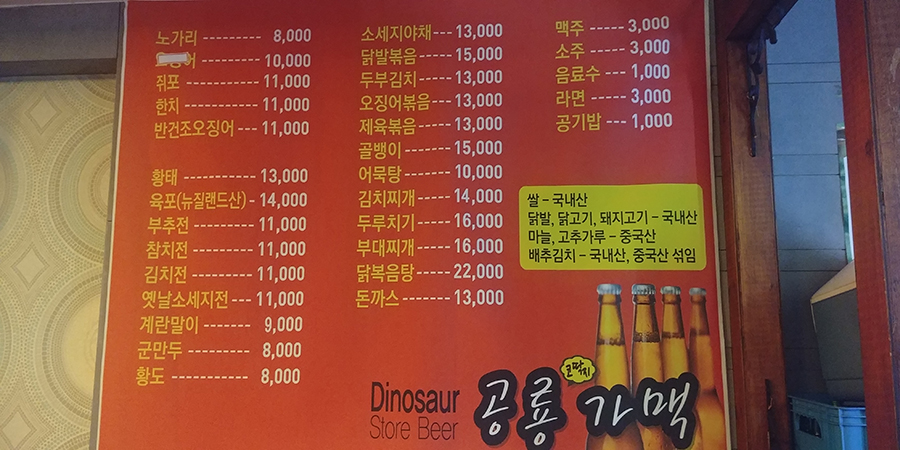 노가리 --------- 8,000
10,000
쥐포 ----------- 11,000
한치 ----------- 11,000
반건조오징어 --- 11,000
황태 ----------- 13,000
육포(뉴질랜드산) - 14,000
부추전 --------- 11,000
참치전 --------- 11,000
김치전 --------- 11,000
옛날소세지전 --- 11,000
계란말이 ------- 9,000
군만두 --------- 8,000
황도 ----------- 8,000
소세지야채 --- 13,000
닭발볶음 ----- 15,000
두부김치 ----- 13,000
오징어볶음 --- 13,000
제육볶음 ----- 13,000
골뱅이 ------- 15,000
어묵탕 ------- 10,000
김치찌개 ----- 14,000
두루치기 ----- 16,000
부대찌개 ----- 16,000
닭복음탕 ----- 22,000
돈까스 ------- 13,000
맥주 ----- 3,000
소주 ----- 3,000
음료수 --- 1,000
라면 ----- 3,000
공기밥 --- 1,000
쌀 – 국내산
닭발, 닭고기, 돼지고기 – 국내산
마늘, 고추가루 – 중국산
배추김치 – 국내산, 중국산 섞임
Dinosaur
Store Beer
코딱지
공룡 가맥